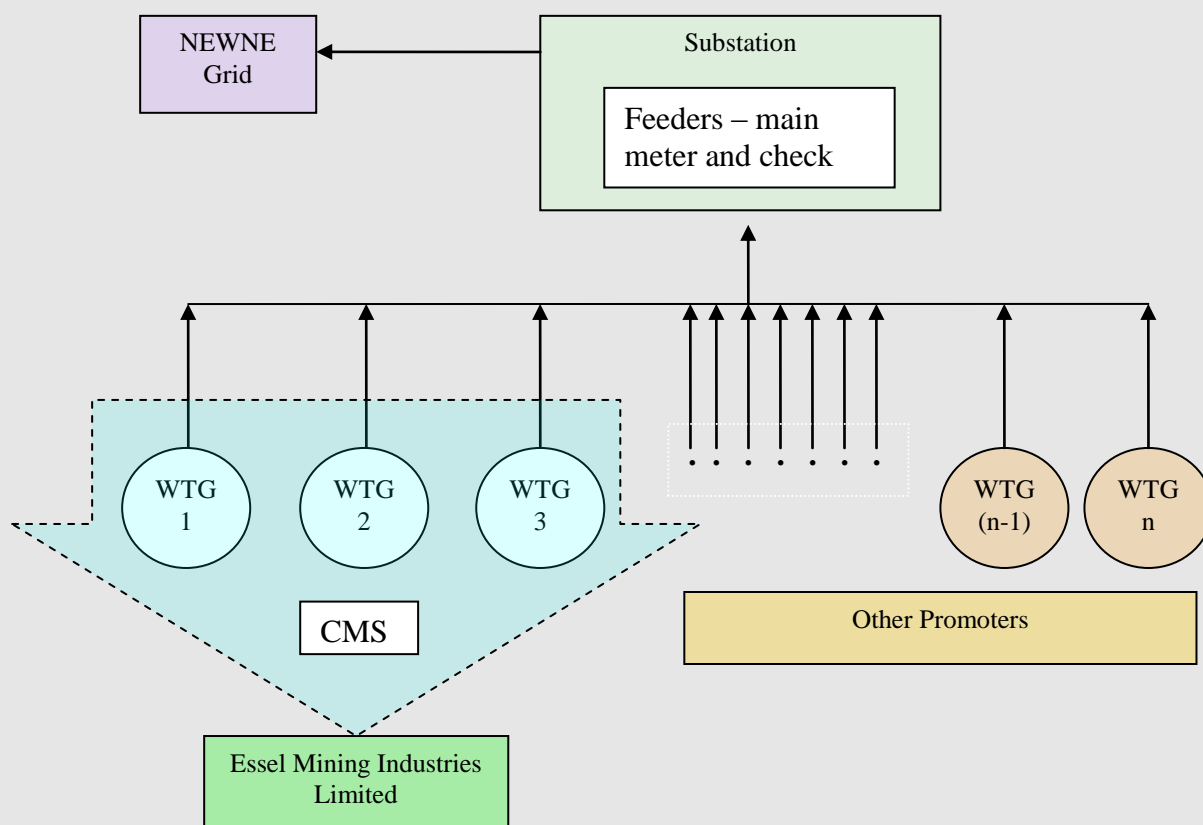 NEWNE
Grid
Substation
Feeders – main
meter and check
WTG
1
WTG
2
WTG
3
WTG
(n-1)
WTG
n
CMS
Other Promoters
Essel Mining Industries
Limited